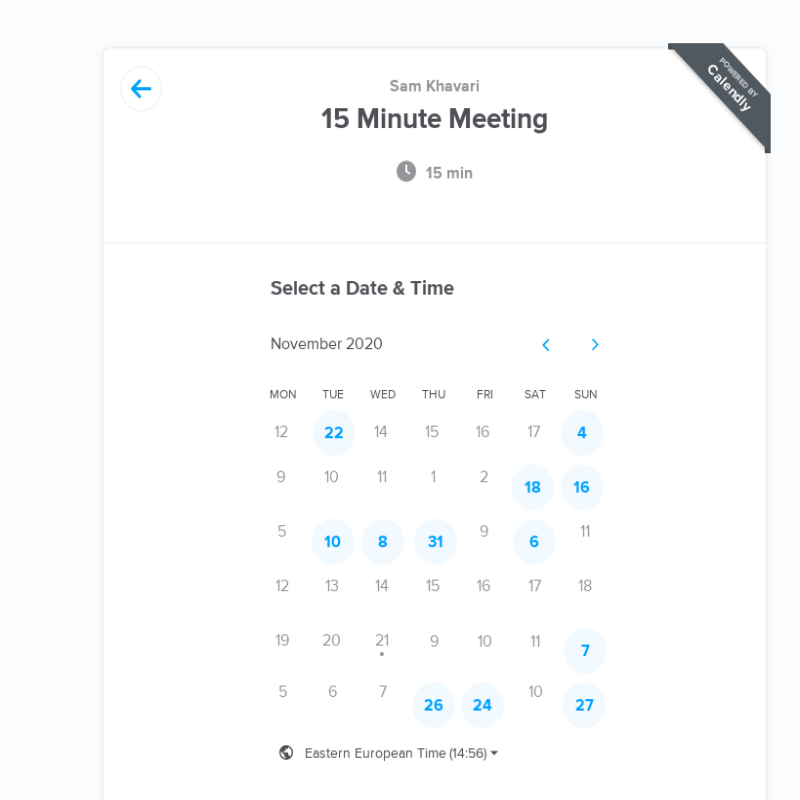 POWERED BY
Calendly
Sam Khavari
15 Minute Meeting
15 min
Select a Date & Time
November 2020
MON TUE WED THU FRI SAT SUN
12 22 14 15 16 17 4
9 10 11 1 2 18 16
5 10 8 31 9 6 11
12 13 14 15 16 17 18
19 20 21 9 10 11 7
5 6 7 26 24 10 27
Eastern European Time (14:56)